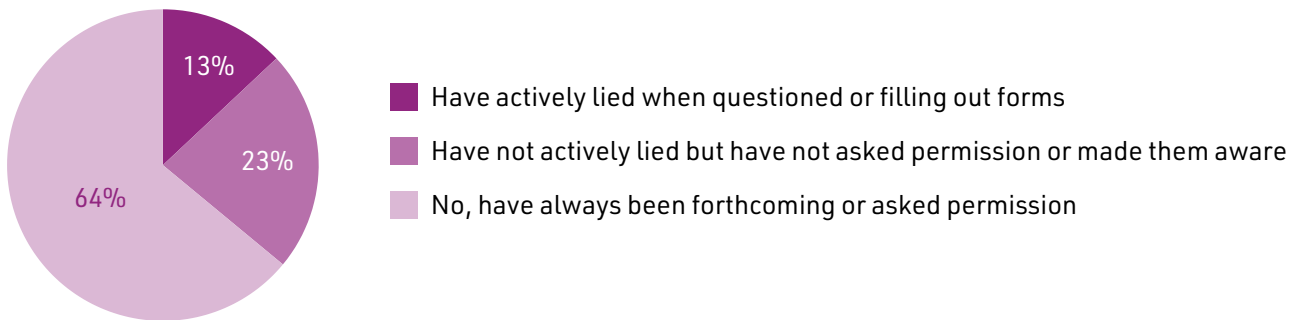 13%
23%
64%
Have actively lied when questioned or filling out forms
Have not actively lied but have not asked permission or made them aware
No, have always been forthcoming or asked permission